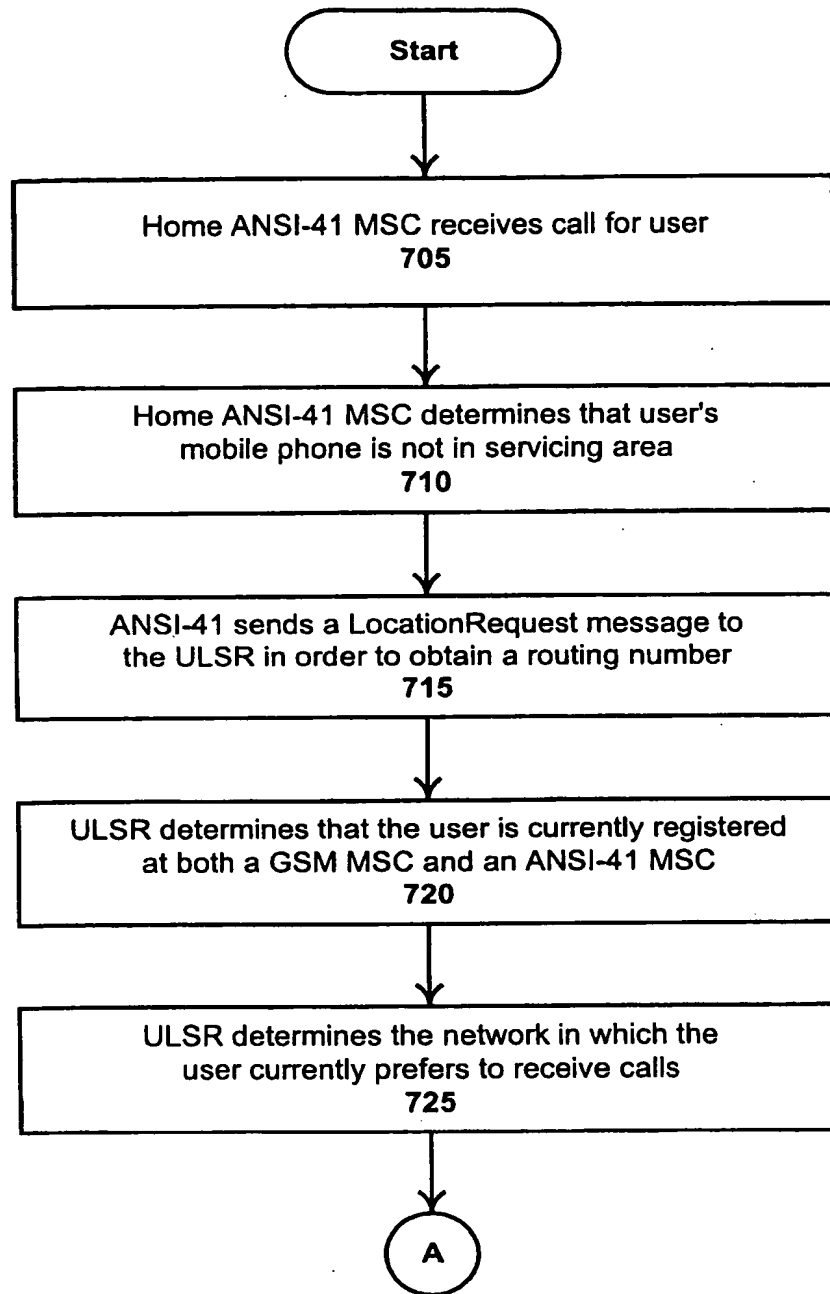 Start
Home ANSI-41 MSC receives call for user
705
Home ANSI-41 MSC determines that user's
mobile phone is not in servicing area
710
ANSI-41 sends a LocationRequest message to
the ULSR in order to obtain a routing number
715
ULSR determines that the user is currently registered
at both a GSM MSC and an ANSI-41 MSC
720
ULSR determines the network in which the
user currently prefers to receive calls
725
A